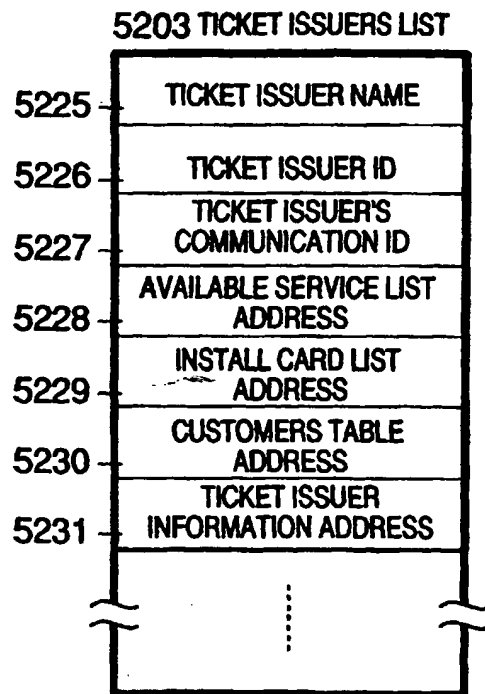 5203 TICKET ISSUERS LIST
5225 TICKET ISSUER NAME
5226 TICKET ISSUER ID
TICKET ISSUER'S
5227 COMMUNICATION ID
AVAILABLE SERVICE LIST
5228 ADDRESS
INSTALL CARD LIST
5229 ADDRESS
CUSTOMERS TABLE
5230 ADDRESS
TICKET ISSUER
5231 INFORMATION ADDRESS